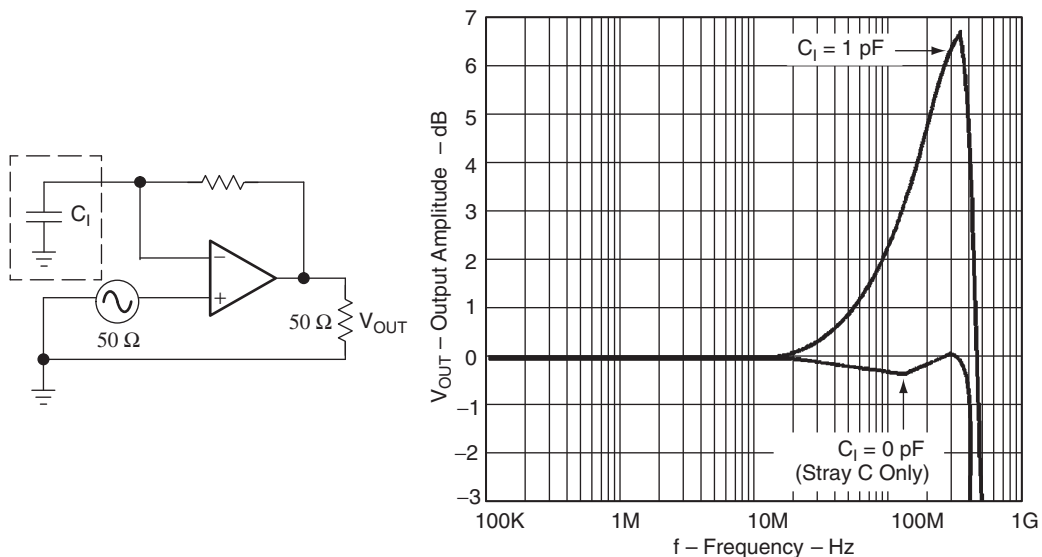 C_I
50 Ω
50 Ω
V_OUT
−
+
7
6
5
4
3
2
1
0
−1
−2
−3
V_OUT – Output Amplitude – dB
C_I = 1 pF
C_I = 0 pF
(Stray C Only)
100K 1M 10M 100M 1G
f – Frequency – Hz